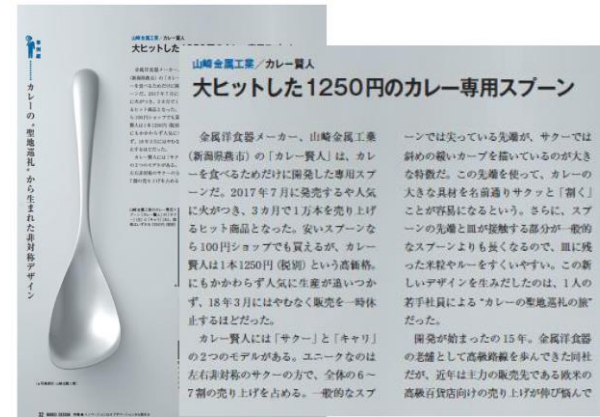 カレーの“聖地巡礼”から生まれた非対称デザイン
山崎金属工業／カレー賢人
大ヒットした1250円のカレー専用スプーン
金属洋食器メーカー、山崎金属工業
(新潟県燕市)の「カレー賢人」は、カレ
ーを食べるためだけに開発した専用スプ
ーンだ。2017年7月に発売するや人気
に火がつき、3カ月で1万本を売り上げ
るヒット商品となった。安いスプーンな
ら100円ショップでも買えるが、カレー
賢人は1本1250円(税別)という高価格。
にもかかわらず人気に生産が追いつか
ず、18年3月にはやむなく販売を一時休
止するほどだった。
カレー賢人には「サクー」と「キャリ」
の2つのモデルがある。ユニークなのは
左右非対称のサクーの方で、全体の6〜
7割の売り上げを占める。一般的なスプ
ーンでは尖っている先端が、サクーでは
斜めの緩いカーブを描いているのが大き
な特徴だ。この先端を使って、カレーの
大きな具材を名前通りサクッと「割く」
ことが容易になるという。さらに、スプ
ーンの先端と皿が接触する部分が一般的
なスプーンよりも長くなるので、皿に残
った米粒やルーをすくいやすい。この新
しいデザインを生みだしたのは、1人の
若手社員による“カレーの聖地巡礼の旅”
だった。
開発が始まったの15年。金属洋食器
の老舗として高級路線を歩んできた同社
だが、近年は主力の販売先である欧米の
高級百貨店向けの売り上げが伸び悩んで